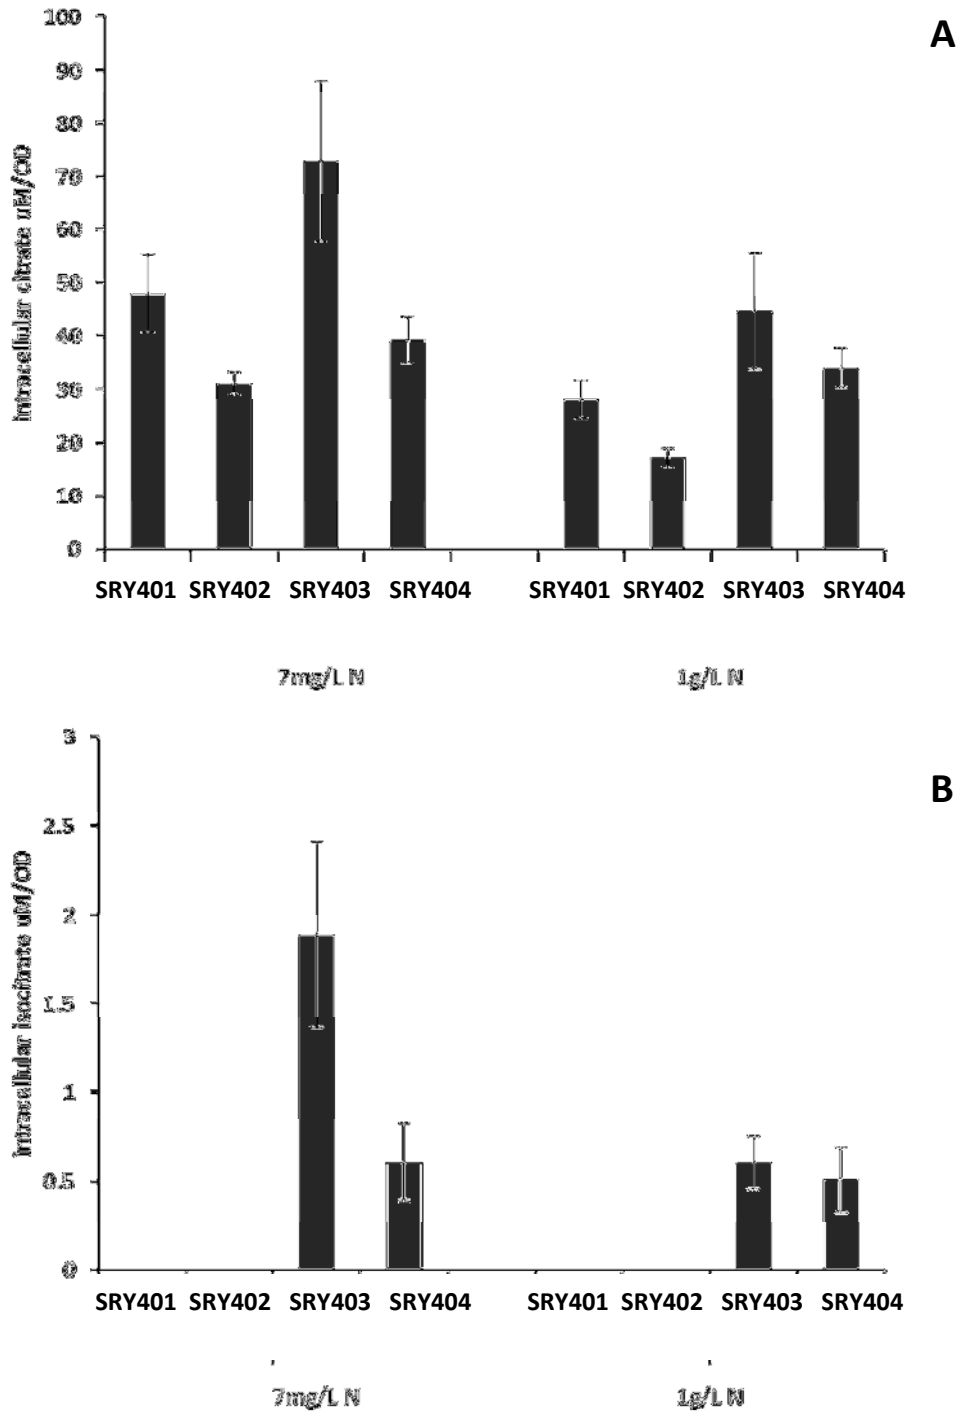 A
100
90
80
70
60
50
40
30
20
10
0
Intracellular citrate uM/OD
SRY401 SRY402 SRY403 SRY404 SRY401 SRY402 SRY403 SRY404
7mg/L N 1g/L N
B
3
2.5
2
1.5
1
0.5
0
Intracellular isocitrate uM/OD
SRY401 SRY402 SRY403 SRY404 SRY401 SRY402 SRY403 SRY404
7mg/L N 1g/L N